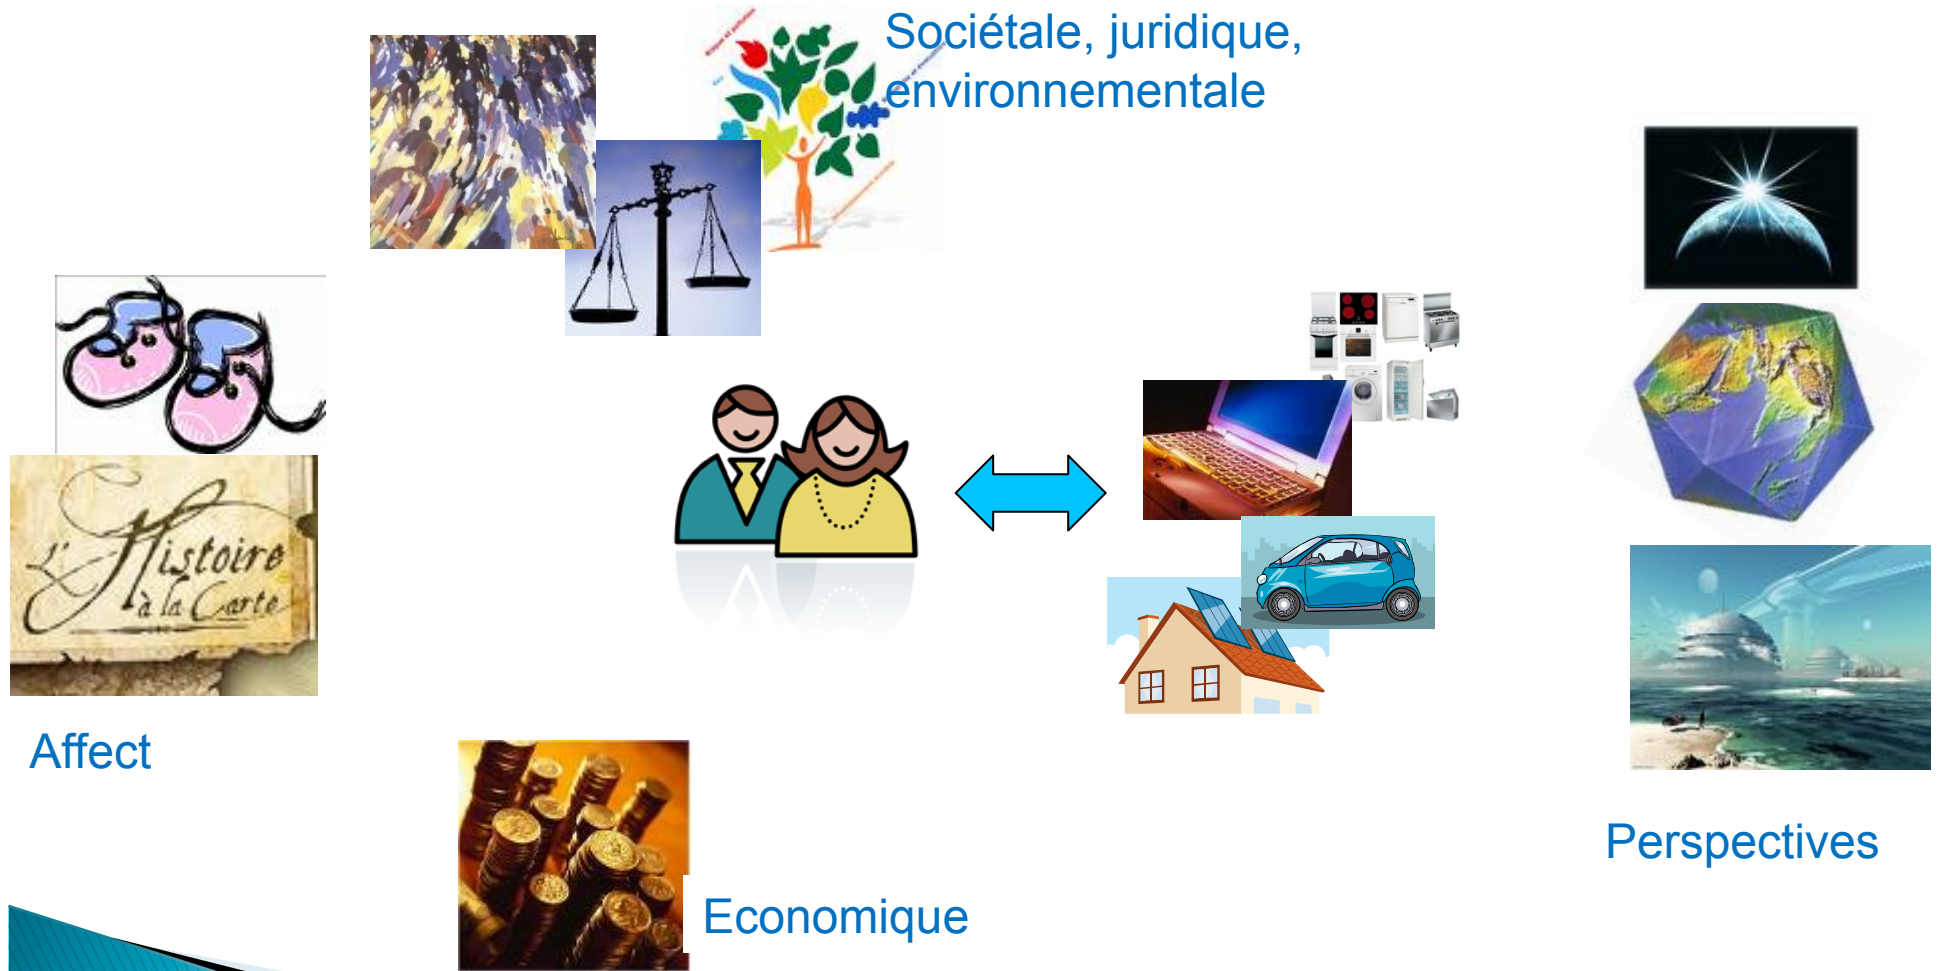 Sociétale, juridique,
environnementale
l'Histoire
à la Carte
Affect
Perspectives
Economique